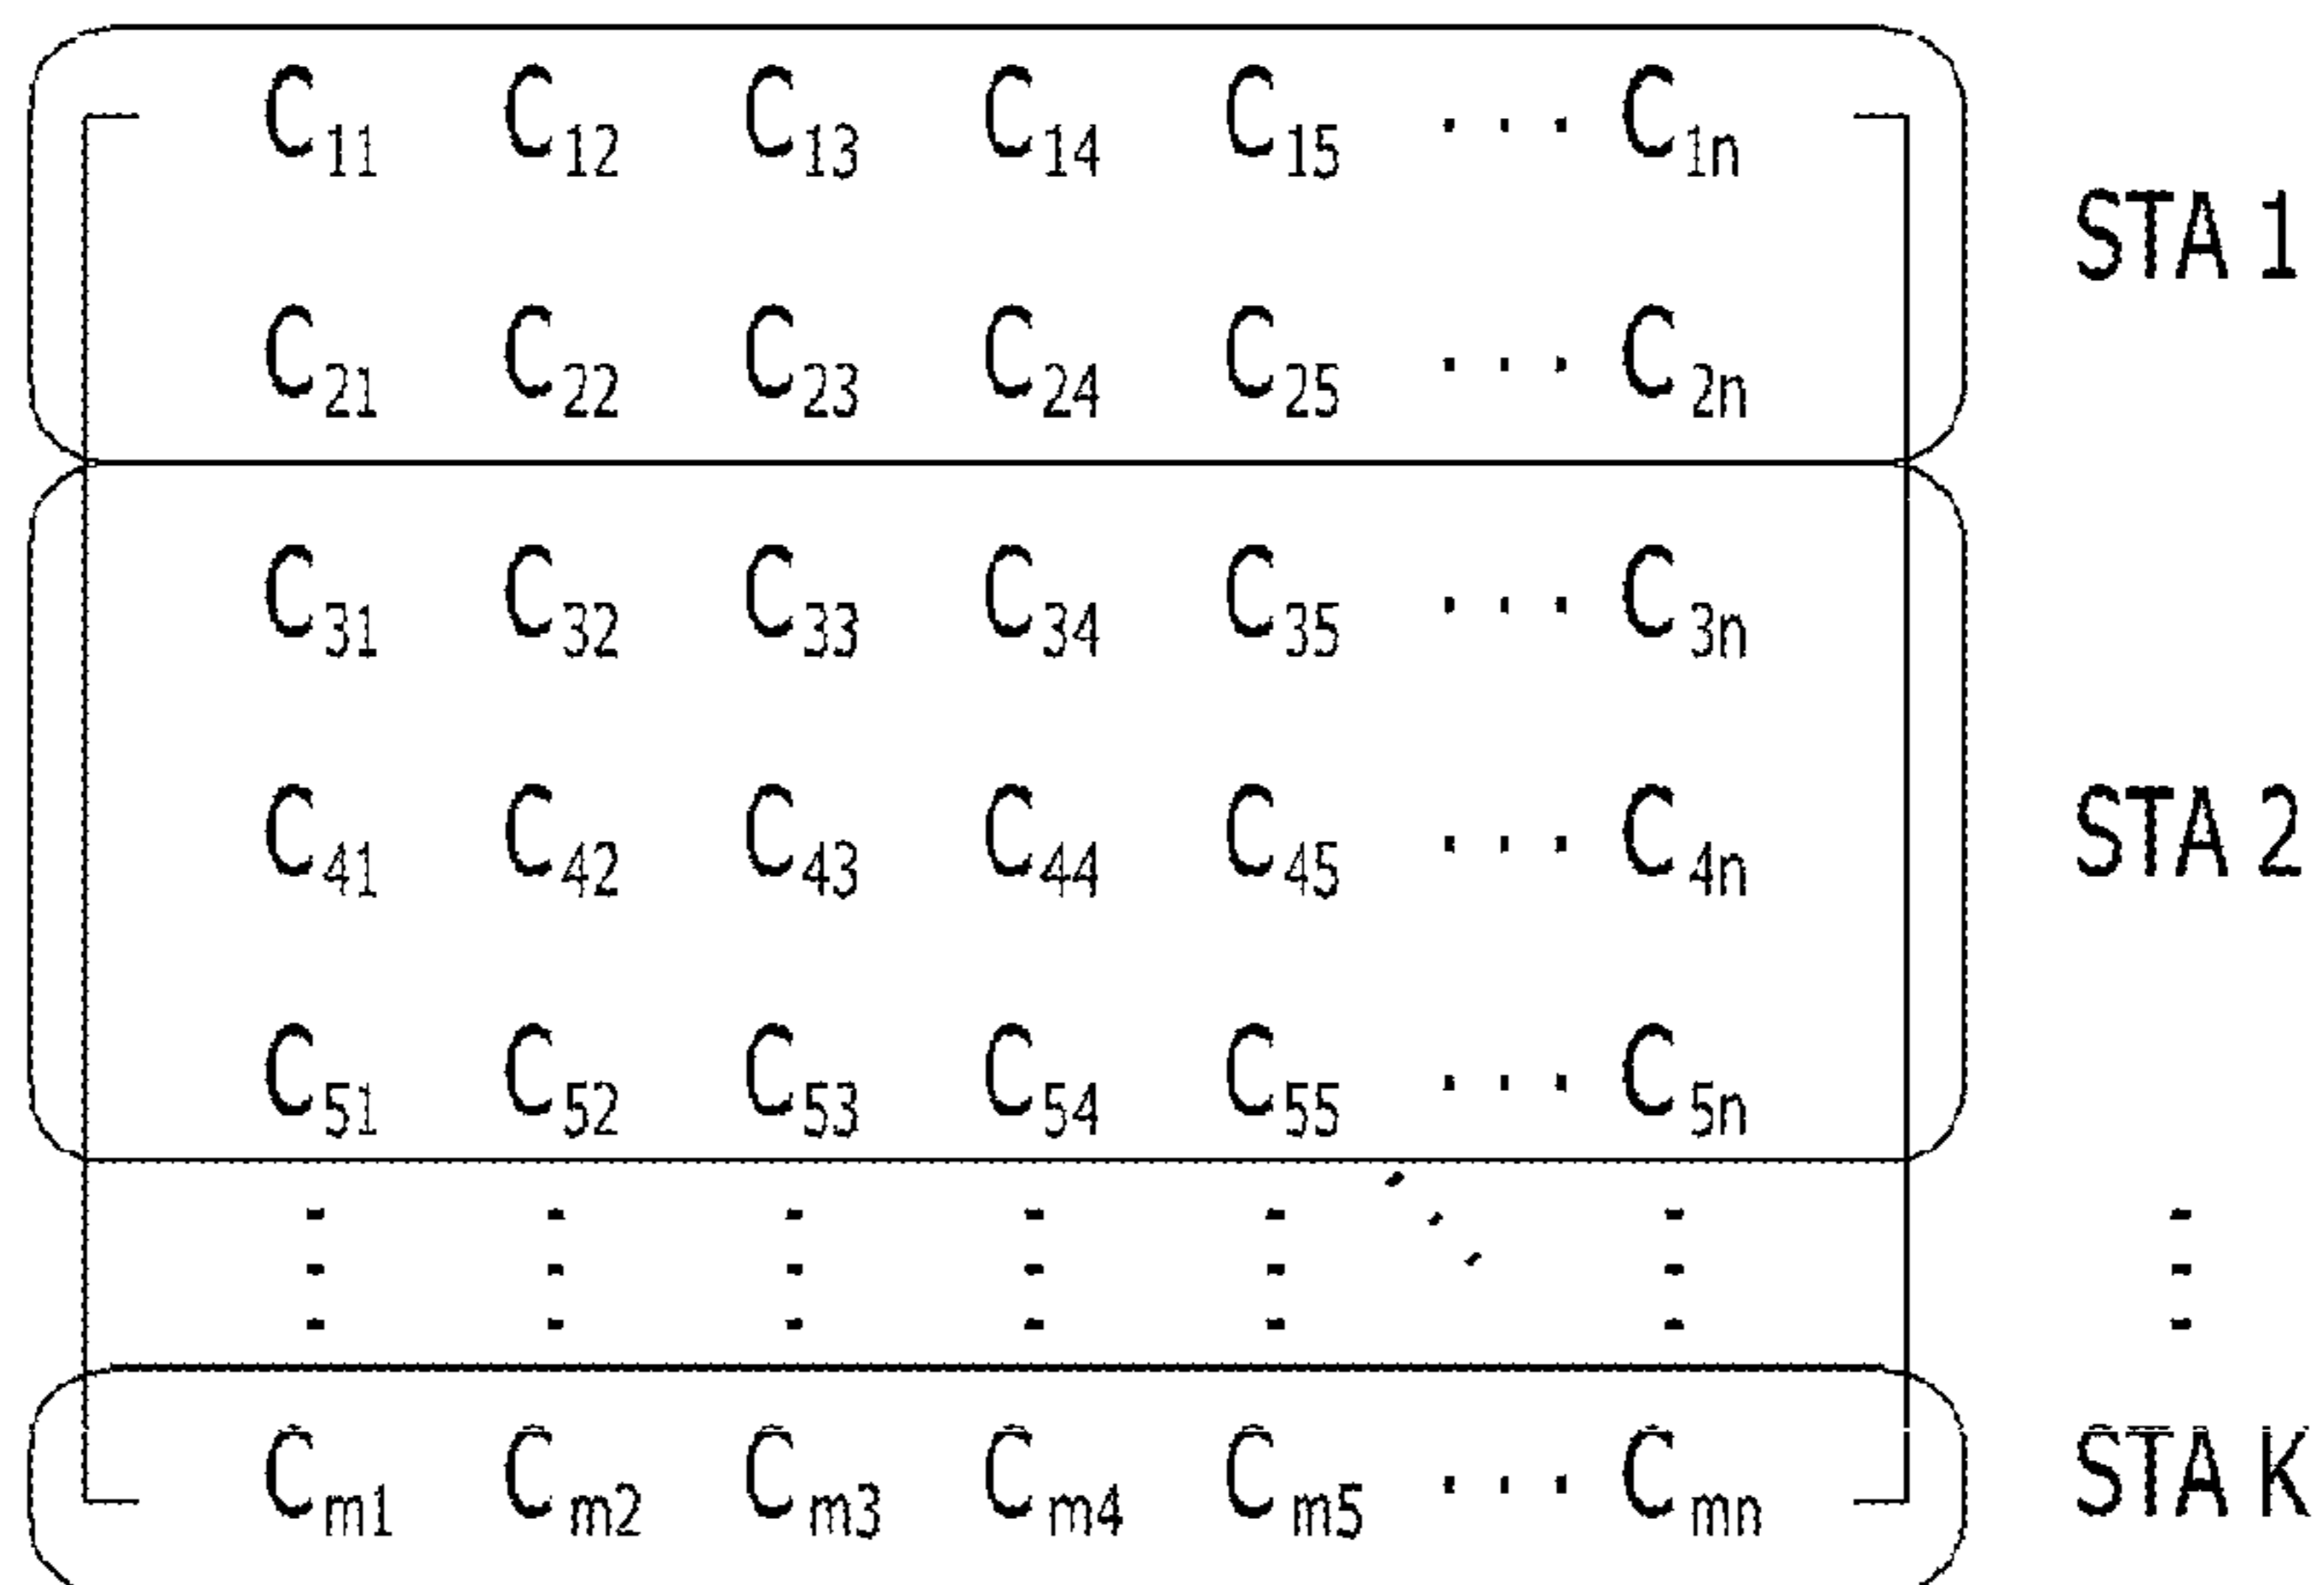 C11 C12 C13 C14 C15 ... C1n
STA 1
C21 C22 C23 C24 C25 ... C2n
C31 C32 C33 C34 C35 ... C3n
C41 C42 C43 C44 C45 ... C4n STA 2
C51 C52 C53 C54 C55 ... C5n
Cm1 Cm2 Cm3 Cm4 Cm5 ... Cmn STA K